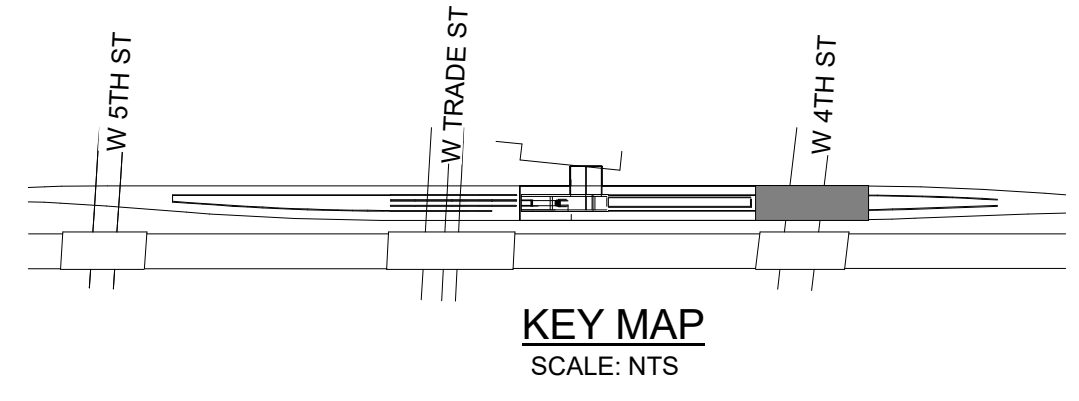 W 5TH ST
W TRADE ST
W 4TH ST
KEY MAP
SCALE: NTS